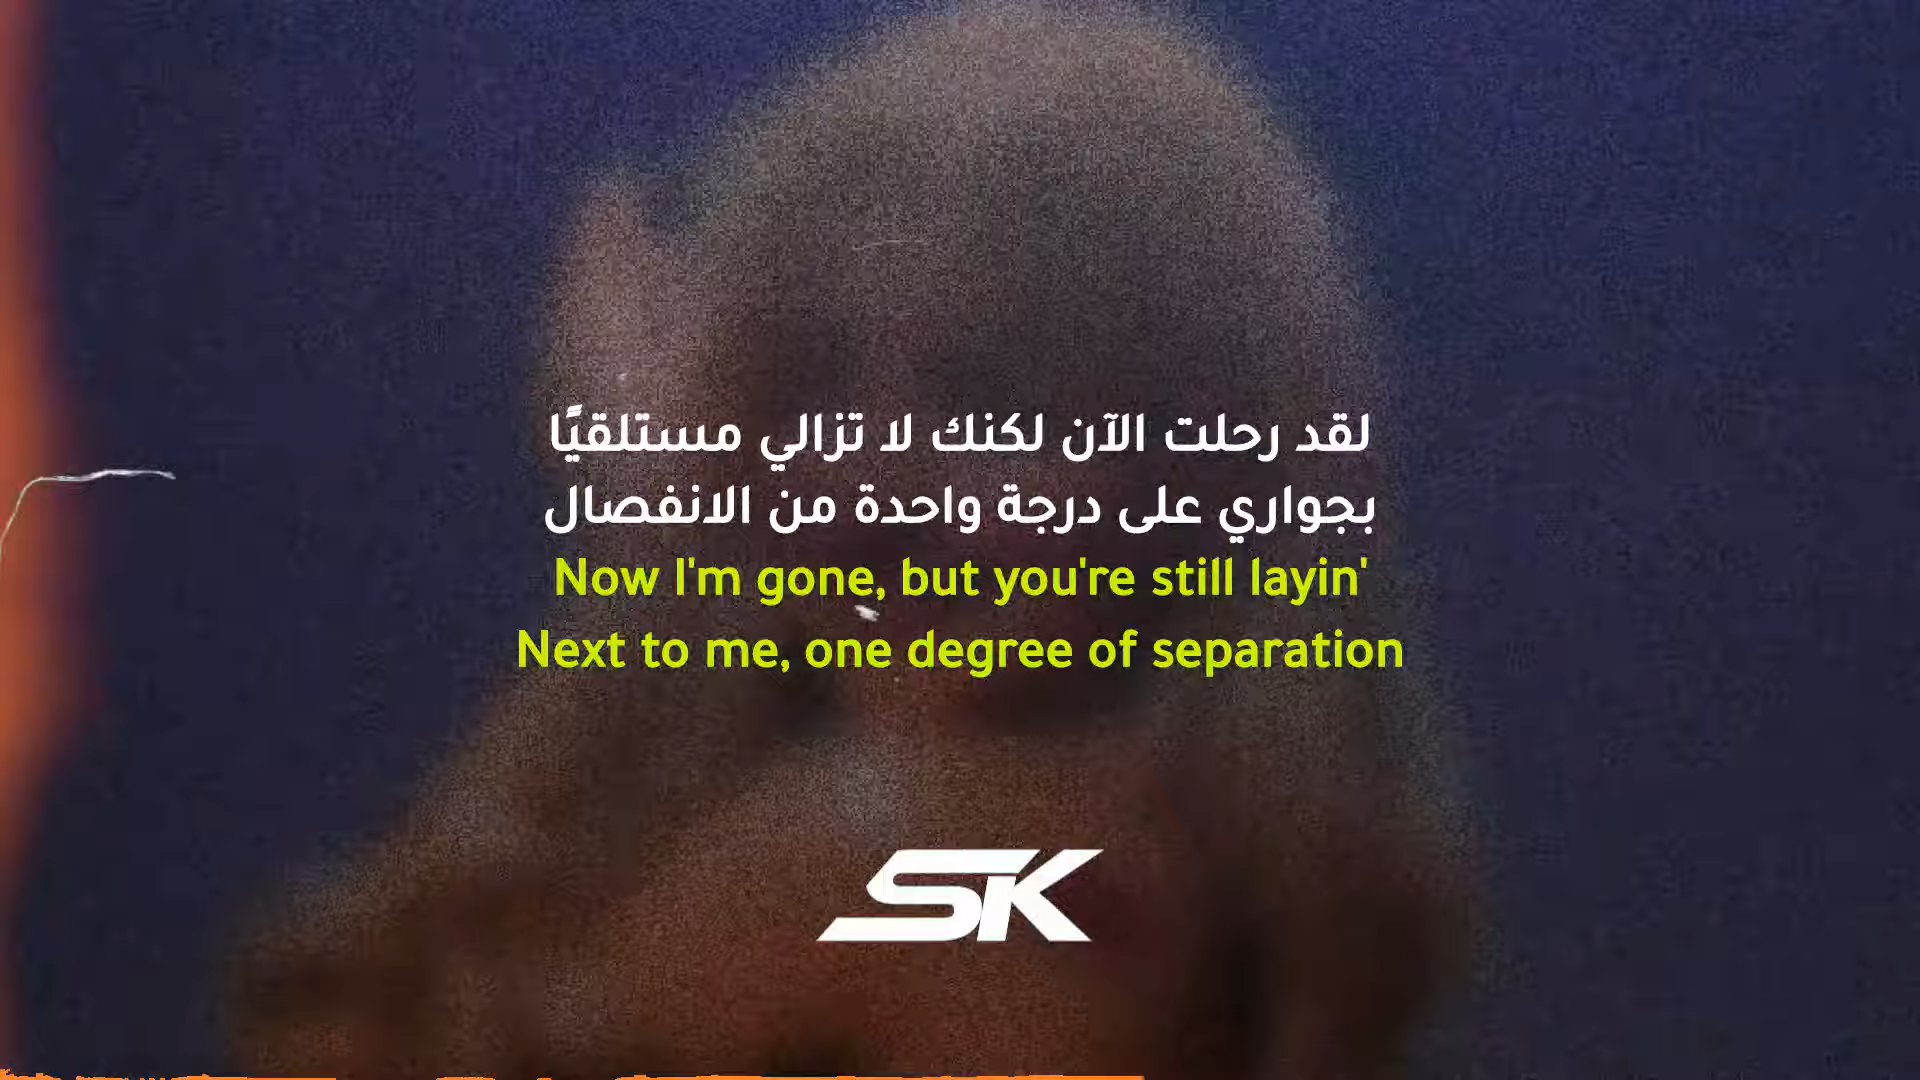 لقد رحلت الآن لكنك لا تزالي مستلقيًا
بجواري على درجة واحدة من الانفصال
Now I'm gone, but you're still layin'
Next to me, one degree of separation
SK